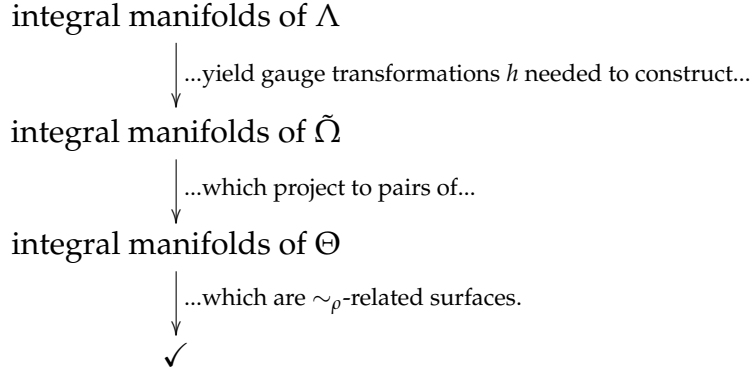 integral manifolds of Λ
...yield gauge transformations h needed to construct...
integral manifolds of Ω̃
...which project to pairs of...
integral manifolds of Θ
...which are ∼ρ-related surfaces.
✓